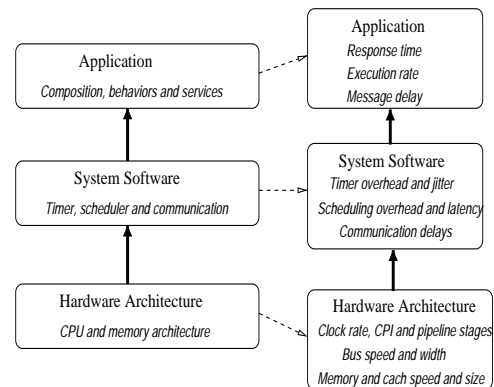 Application
Composition, behaviors and services
System Software
Timer, scheduler and communication
Hardware Architecture
CPU and memory architecture
Application
Response time
Execution rate
Message delay
System Software
Timer overhead and jitter
Scheduling overhead and latency
Communication delays
Hardware Architecture
Clock rate, CPI and pipeline stages
Bus speed and width
Memory and cach speed and size